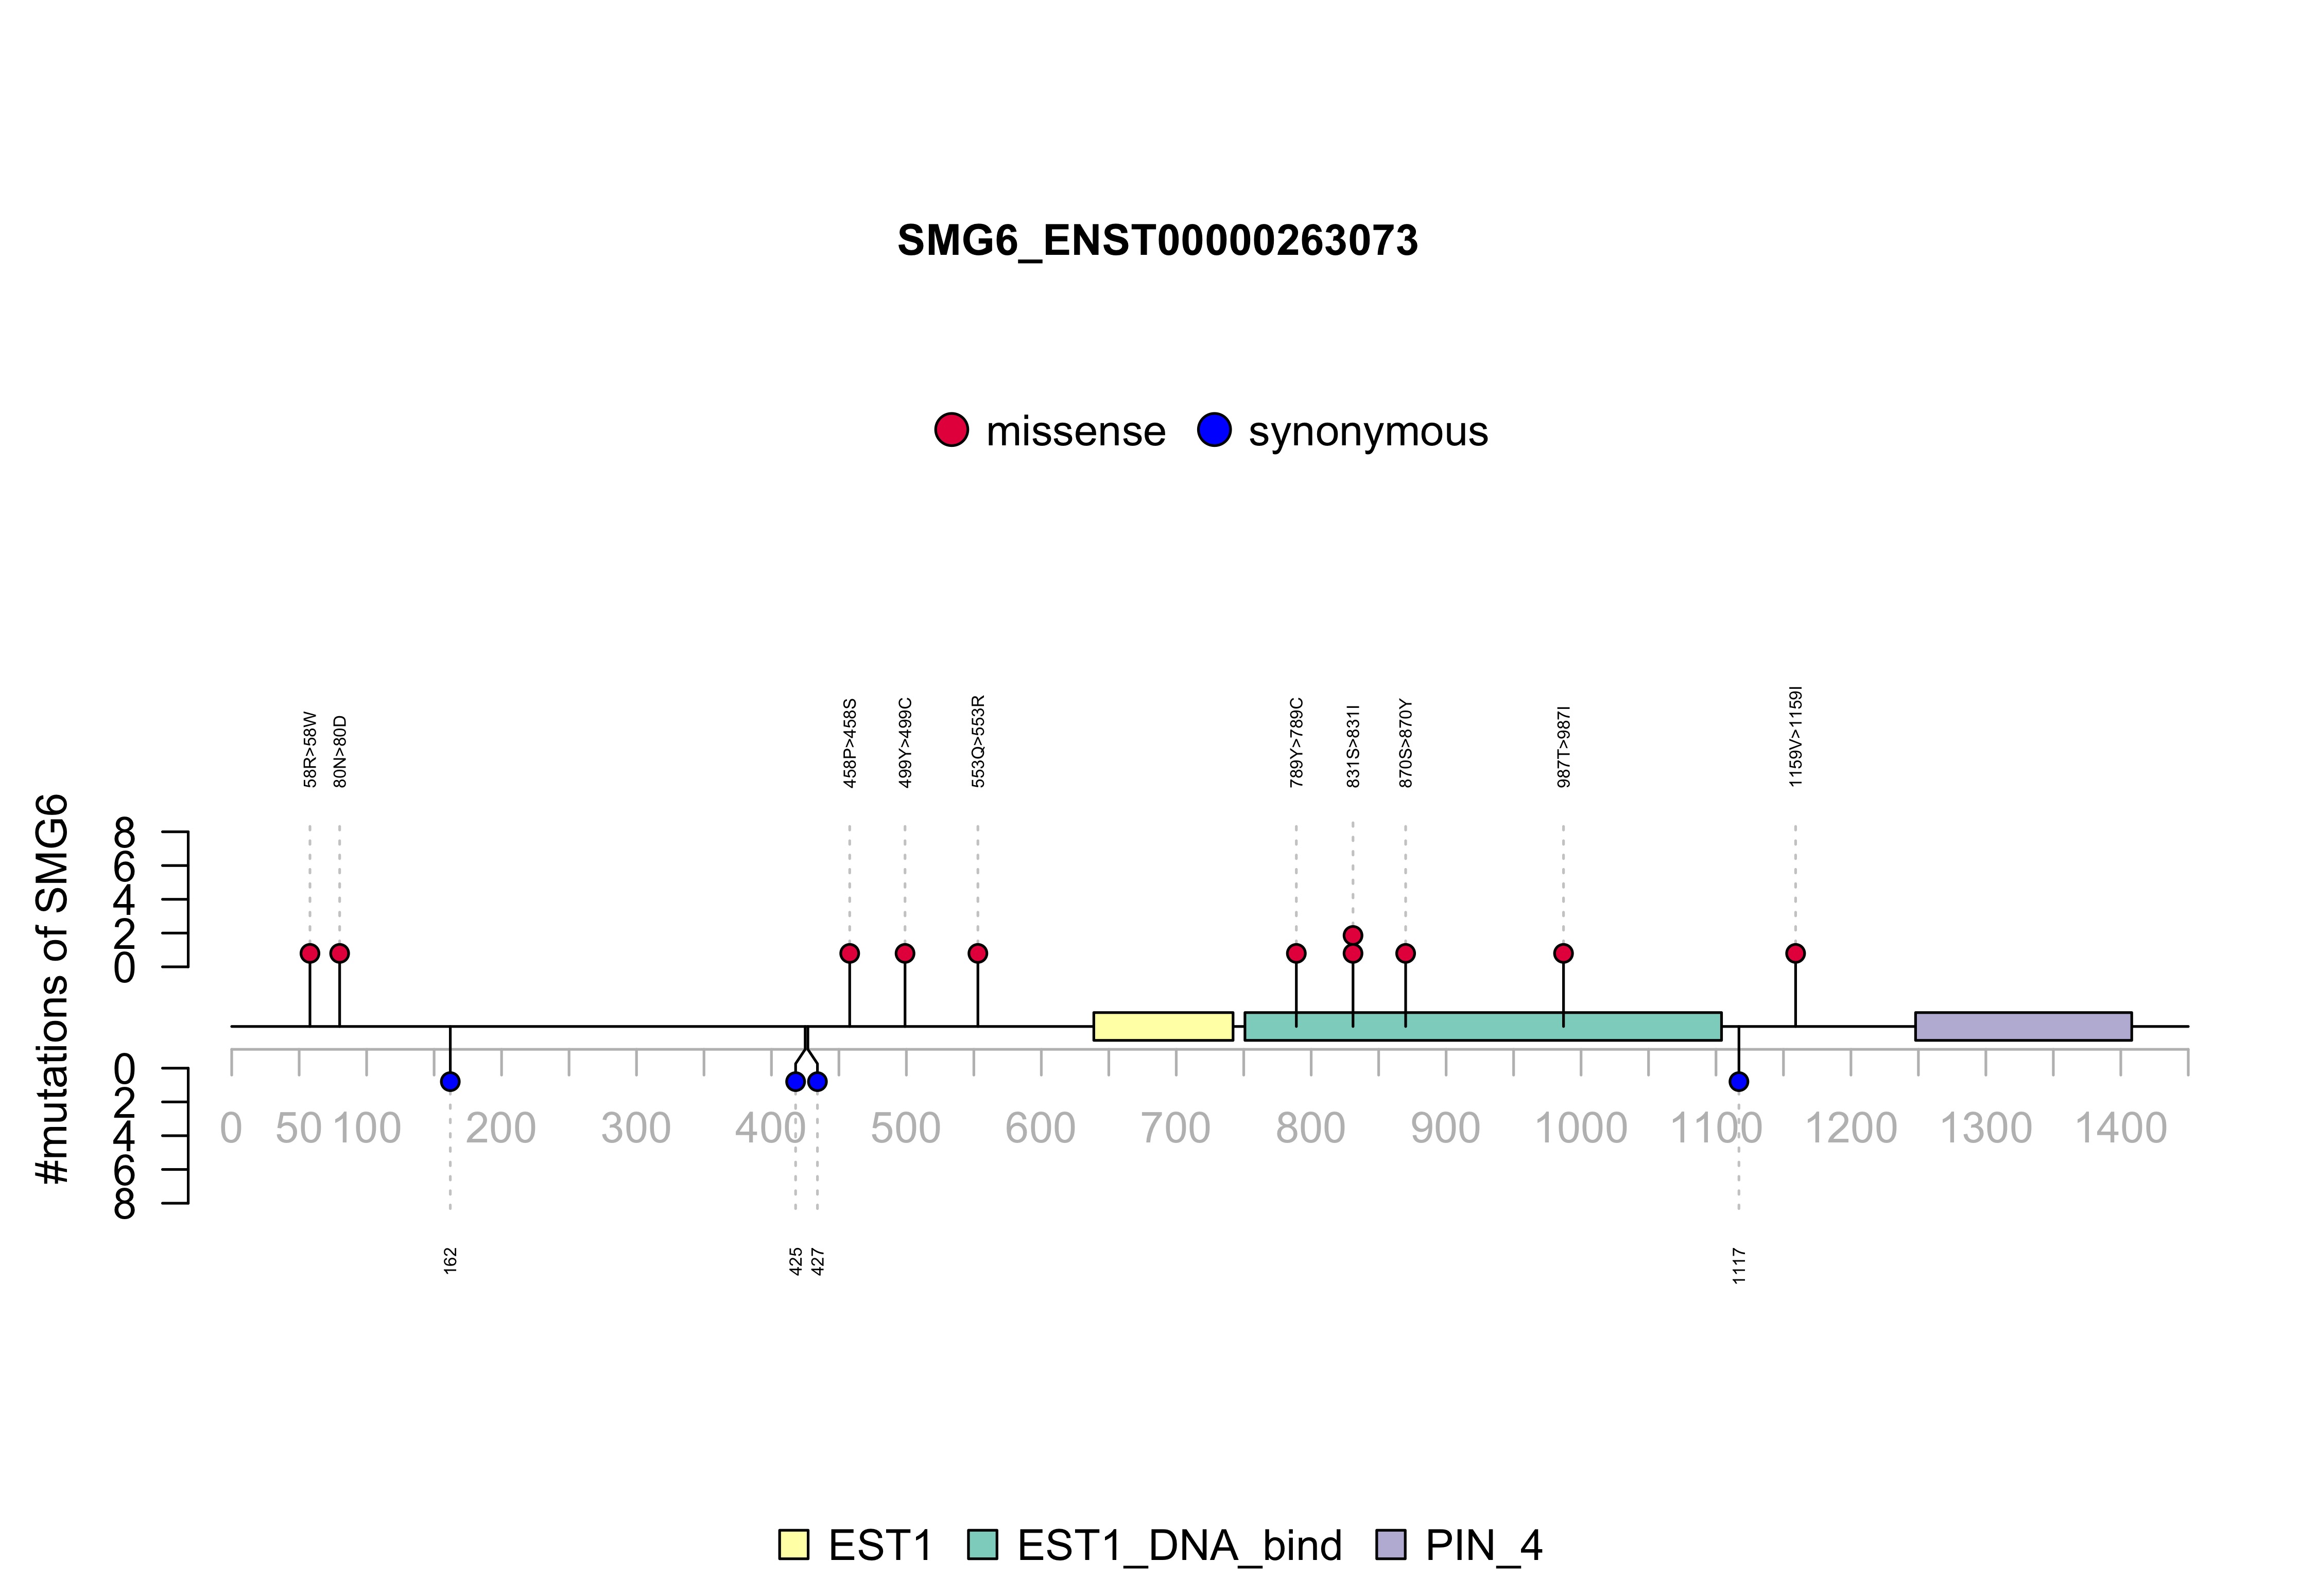 SMG6_ENST00000263073
missense synonymous
58R>58W
80N>80D
458P>458S
499Y>499C
553Q>553R
789Y>789C
831S>831I
870S>870Y
987T>987I
1159V>1159I
#mutations of SMG6
8
6
4
2
0
0
2
4
6
8
0 50 100 200 300 400 500 600 700 800 900 1000 1100 1200 1300 1400
162
425
427
1117
EST1 EST1_DNA_bind PIN_4